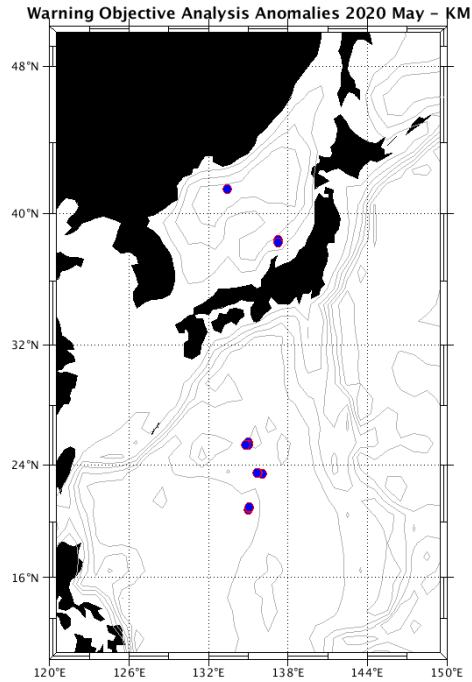 Warning Objective Analysis Anomalies 2020 May – KM
48°N
40°N
32°N
24°N
16°N
120°E 126°E 132°E 138°E 144°E 150°E